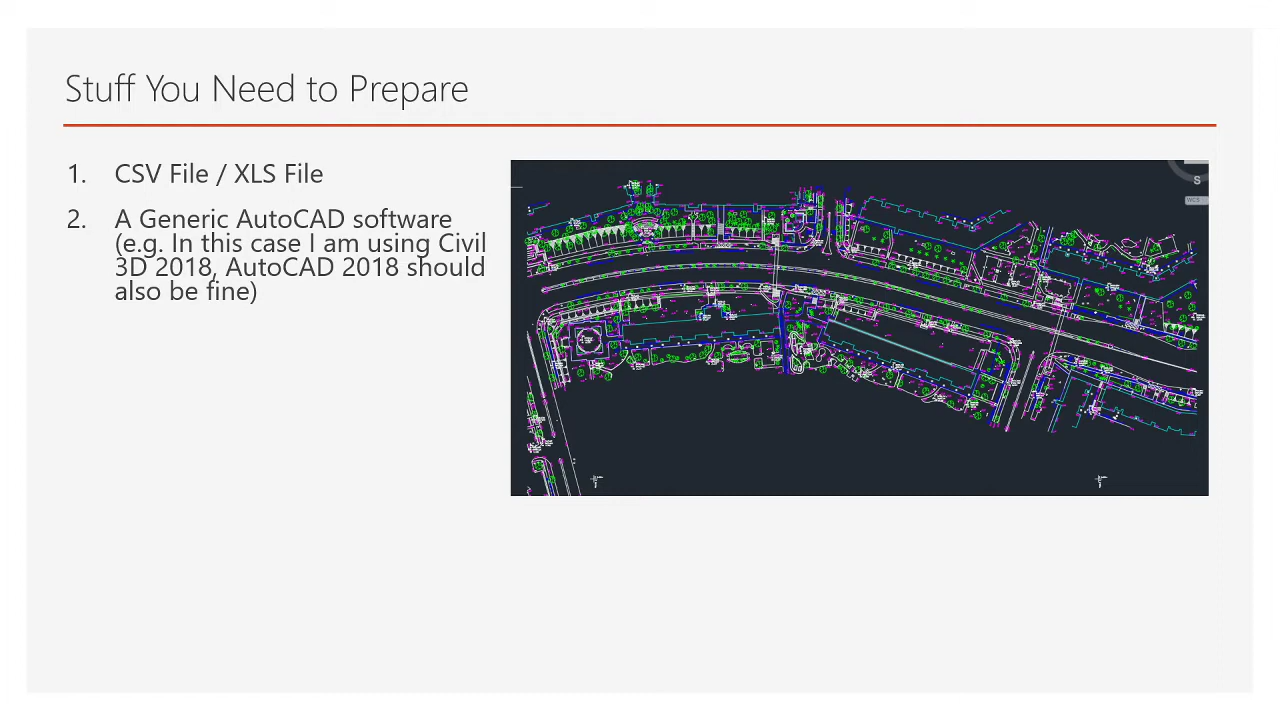 Stuff You Need to Prepare
1. CSV File / XLS File
2. A Generic AutoCAD software
(e.g. In this case I am using Civil
3D 2018, AutoCAD 2018 should
also be fine)
S
WCS